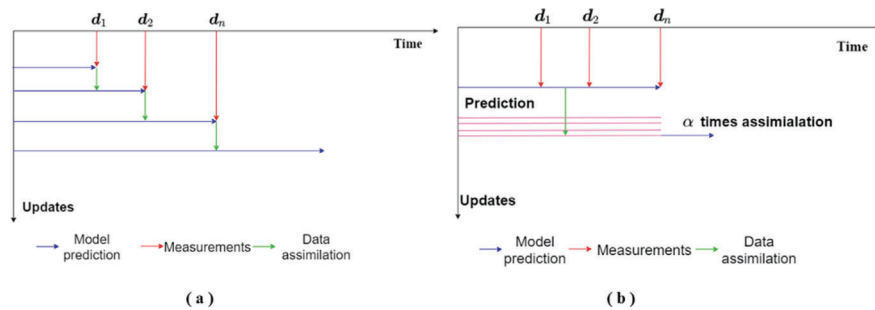 d₁ d₂ dₙ
Time
Updates
Model prediction
Measurements
Data assimilation
( a )
d₁ d₂ dₙ
Time
Prediction
α times assimialation
Updates
Model prediction
Measurements
Data assimilation
( b )